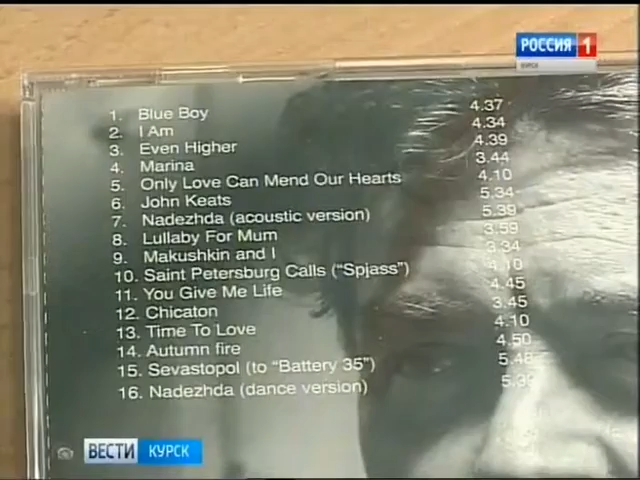 РОССИЯ 1
КУРСК
1. Blue Boy 4.37
2. I Am 4.34
3. Even Higher 4.39
4. Marina 3.44
5. Only Love Can Mend Our Hearts 4.10
6. John Keats 5.34
7. Nadezhda (acoustic version) 5.39
8. Lullaby For Mum 3.59
9. Makushkin and I 3.34
10. Saint Petersburg Calls ("Spjass") 4.10
11. You Give Me Life 4.45
12. Chicaton 3.45
13. Time To Love 4.10
14. Autumn fire 4.50
15. Sevastopol (to "Battery 35") 5.48
16. Nadezhda (dance version) 5.39
ВЕСТИ КУРСК